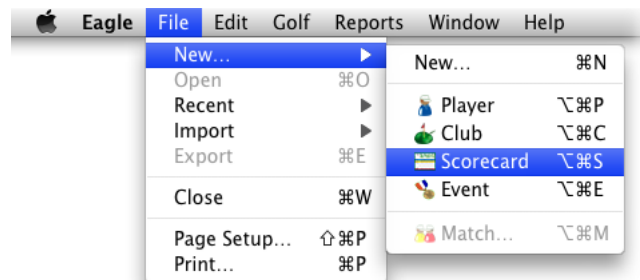 Eagle File Edit Golf Reports Window Help
New...
Open ⌘O
Recent
Import
Export ⌘E
Close ⌘W
Page Setup... ⇧⌘P
Print... ⌘P
New... ⌘N
Player ⌥⌘P
Club ⌥⌘C
Scorecard ⌥⌘S
Event ⌥⌘E
Match... ⌥⌘M